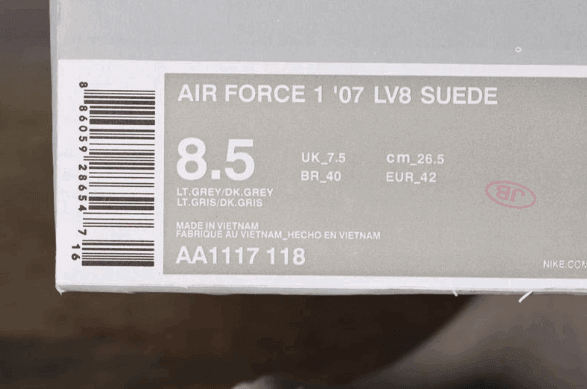 AIR FORCE 1 '07 LV8 SUEDE
8.5
UK_7.5 cm_26.5
BR_40 EUR_42
LT.GREY/DK.GREY
LT.GRIS/DK.GRIS
MADE IN VIETNAM
FABRIQUE AU VIETNAM_HECHO EN VIETNAM
AA1117 118
NIKE.COM
JB
8 86059 28654 7 16